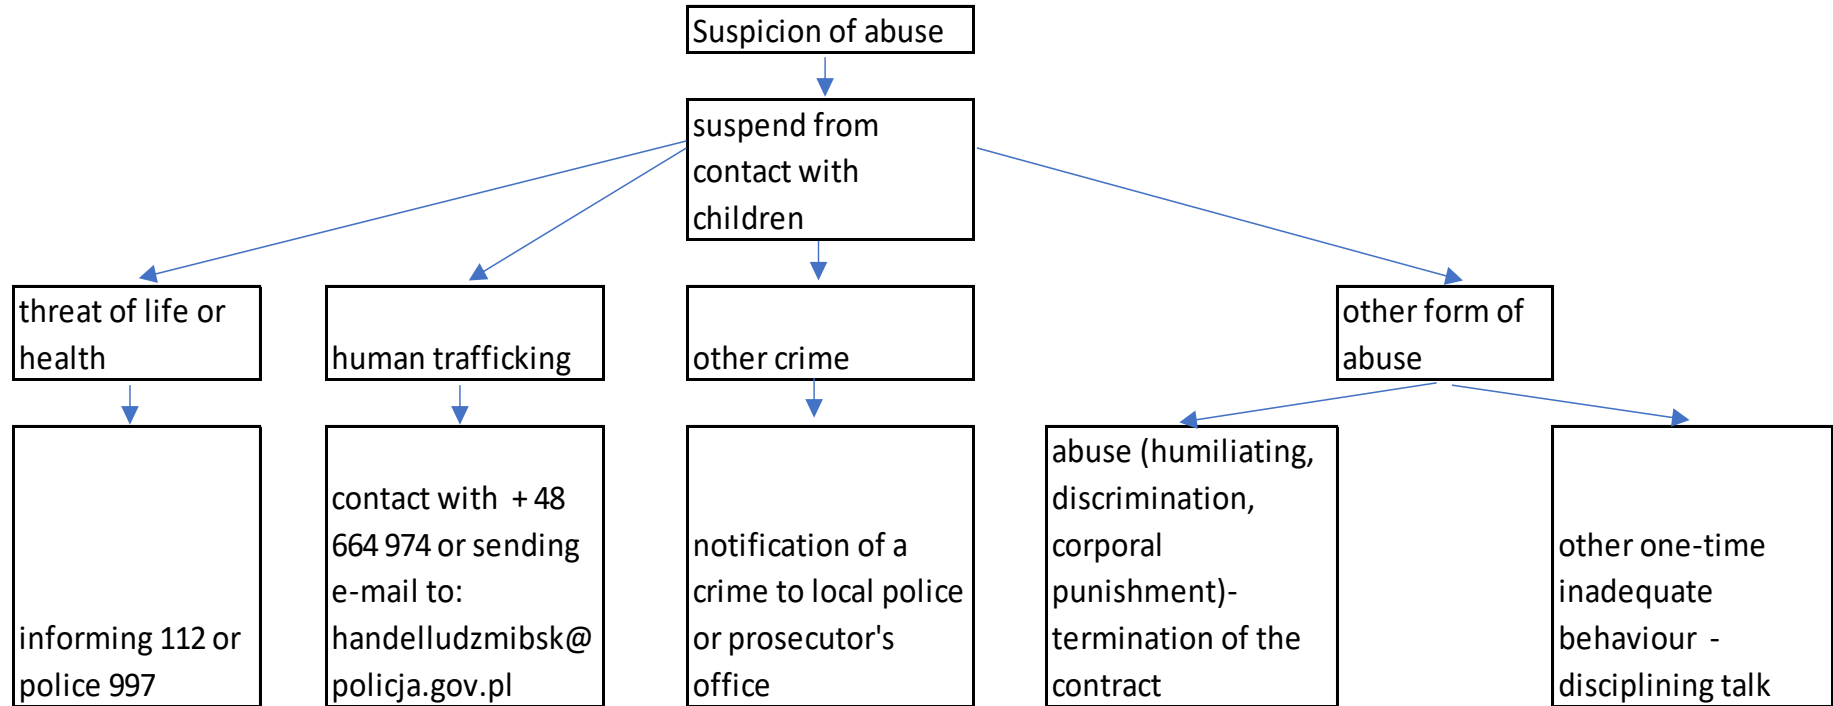 Suspicion of abuse
suspend from
contact with
children
threat of life or
health
human trafficking
other crime
other form of
abuse
informing 112 or
police 997
contact with + 48
664 974 or sending
e-mail to:
handelludzmibsk@
policja.gov.pl
notification of a
crime to local police
or prosecutor's
office
abuse (humiliating,
discrimination,
corporal
punishment)-
termination of the
contract
other one-time
inadequate
behaviour -
disciplining talk